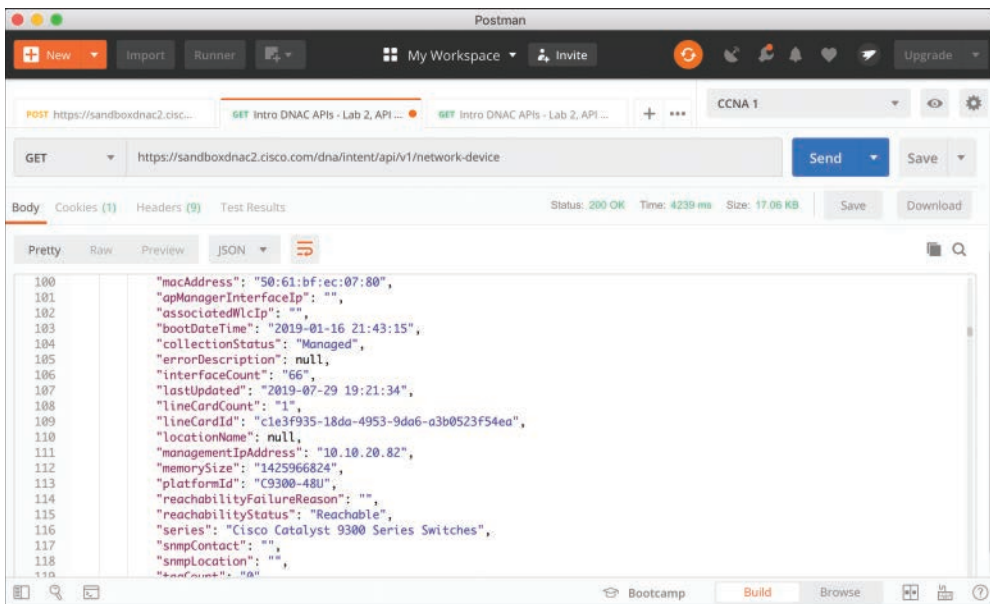 Postman
New Import Runner My Workspace Invite Upgrade
POST https://sandboxdnac2.cisc... GET Intro DNAC APIs - Lab 2, API ... GET Intro DNAC APIs - Lab 2, API ... CCNA 1
GET https://sandboxdnac2.cisco.com/dna/intent/api/v1/network-device Send Save
Body Cookies (1) Headers (9) Test Results Status: 200 OK Time: 4239 ms Size: 17.06 KB Save Download
Pretty Raw Preview JSON
100 "macAddress": "50:61:bf:ec:07:80",
101 "apManagerInterfaceIp": "",
102 "associatedWlcIp": "",
103 "bootDateTime": "2019-01-16 21:43:15",
104 "collectionStatus": "Managed",
105 "errorDescription": null,
106 "interfaceCount": "66",
107 "lastUpdated": "2019-07-29 19:21:34",
108 "lineCardCount": "1",
109 "lineCardId": "c1e3f935-18da-4953-9da6-a3b0523f54ea",
110 "locationName": null,
111 "managementIpAddress": "10.10.20.82",
112 "memorySize": "1425966824",
113 "platformId": "C9300-48U",
114 "reachabilityFailureReason": "",
115 "reachabilityStatus": "Reachable",
116 "series": "Cisco Catalyst 9300 Series Switches",
117 "snmpContact": "",
118 "snmpLocation": "",
119 "tagCount": "0"
Bootcamp Build Browse